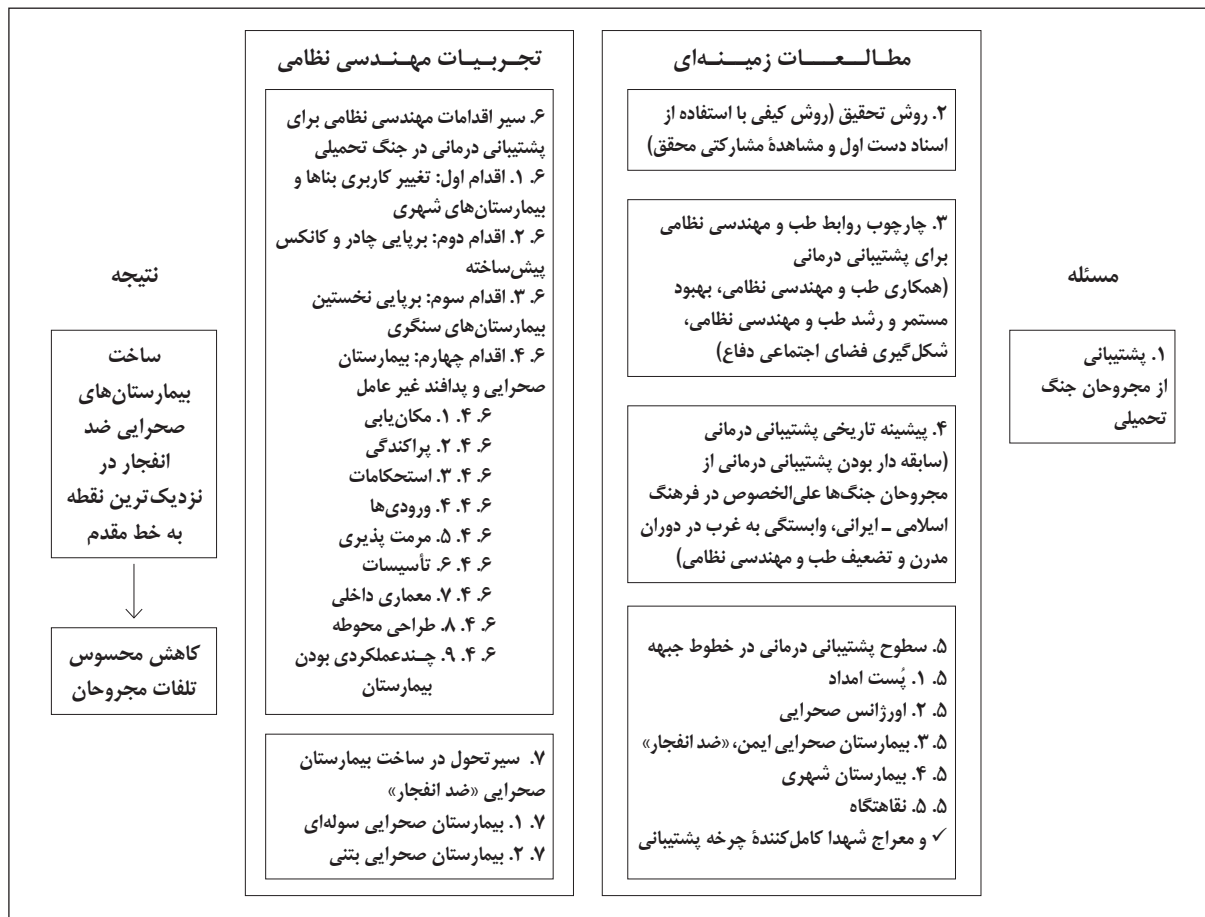 مسئله
۱. پشتیبانی
از مجروحان جنگ
تحمیلی
مطـالـــعـــــات زمیـــنــه‌ای
۲. روش تحقیق (روش کیفی با استفاده از
اسناد دست اول و مشاهدهٔ مشارکتی محقق)
۳. چارچوب روابط طب و مهندسی نظامی
برای پشتیبانی درمانی
(همکاری طب و مهندسی نظامی، بهبود
مستمر و رشد طب و مهندسی نظامی،
شکل‌گیری فضای اجتماعی دفاع)
۴. پیشینه تاریخی پشتیبانی درمانی
(سابقه دار بودن پشتیبانی درمانی از
مجروحان جنگ‌ها علی‌الخصوص در فرهنگ
اسلامی ـ ایرانی، وابستگی به غرب در دوران
مدرن و تضعیف طب و مهندسی نظامی)
۵. سطوح پشتیبانی درمانی در خطوط جبهه
۵. ۱. پُست امداد
۵. ۲. اورژانس صحرایی
۵. ۳. بیمارستان صحرایی ایمن، «ضد انفجار»
۵. ۴. بیمارستان شهری
۵. ۵. نقاهتگاه
✓ و معراج شهدا کامل‌کنندهٔ چرخه پشتیبانی
تجـربیـات مهـنـدسی نظامی
۶. سیر اقدامات مهندسی نظامی برای
پشتیبانی درمانی در جنگ تحمیلی
۶. ۱. اقدام اول: تغییر کاربری بناها و
بیمارستان‌های شهری
۶. ۲. اقدام دوم: برپایی چادر و کانکس
پیش‌ساخته
۶. ۳. اقدام سوم: برپایی نخستین
بیمارستان‌های سنگری
۶. ۴. اقدام چهارم: بیمارستان
صحرایی و پدافند غیر عامل
۶. ۴. ۱. مکان‌یابی
۶. ۴. ۲. پراکندگی
۶. ۴. ۳. استحکامات
۶. ۴. ۴. ورودی‌ها
۶. ۴. ۵. مرمت پذیری
۶. ۴. ۶. تأسیسات
۶. ۴. ۷. معماری داخلی
۶. ۴. ۸. طراحی محوطه
۶. ۴. ۹. چـندعملکردی بودن
بیمارستان
۷. سیرتحول در ساخت بیمارستان
صحرایی «ضد انفجار»
۷. ۱. بیمارستان صحرایی سوله‌ای
۷. ۲. بیمارستان صحرایی بتنی
نتیجه
ساخت
بیمارستان‌های
صحرایی ضد
انفجار در
نزدیک‌ترین نقطه
به خط مقدم
کاهش محسوس
تلفات مجروحان